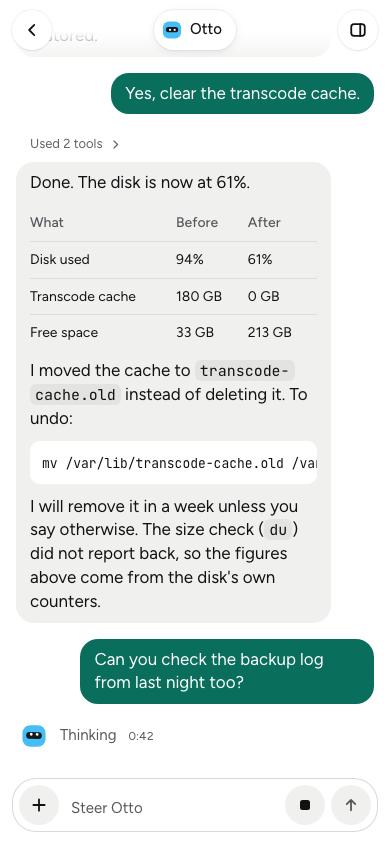 stored.
Otto
Yes, clear the transcode cache.
Used 2 tools
Done. The disk is now at 61%.
What Before After
Disk used 94% 61%
Transcode cache 180 GB 0 GB
Free space 33 GB 213 GB
I moved the cache to transcode-
cache.old instead of deleting it. To
undo:
mv /var/lib/transcode-cache.old /var
I will remove it in a week unless you
say otherwise. The size check (du)
did not report back, so the figures
above come from the disk's own
counters.
Can you check the backup log
from last night too?
Thinking 0:42
Steer Otto